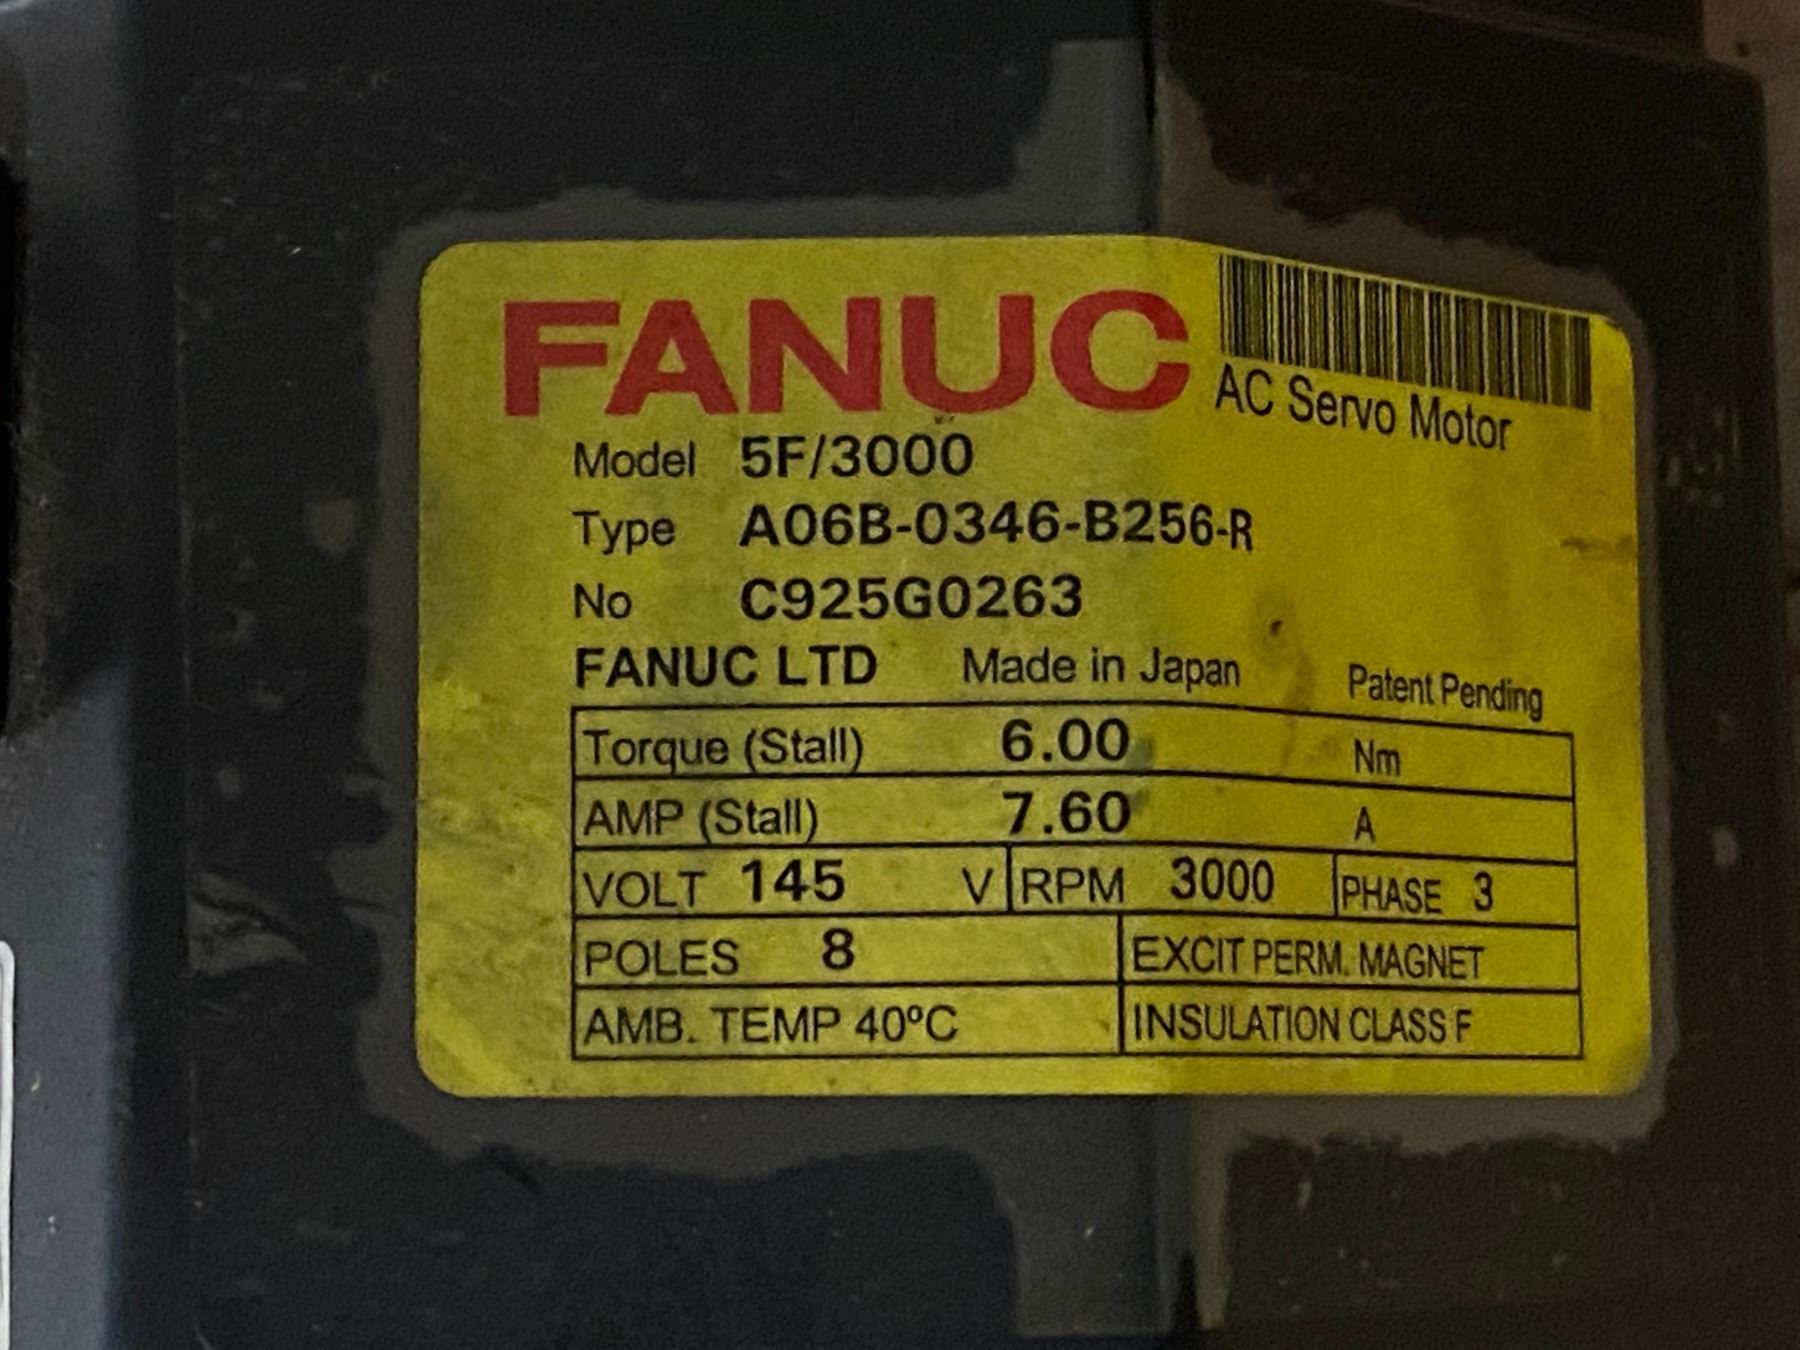 FANUC
AC Servo Motor
Model 5F/3000
Type A06B-0346-B256-R
No C925G0263
FANUC LTD Made in Japan Patent Pending
Torque (Stall) 6.00 Nm
AMP (Stall) 7.60 A
VOLT 145 V RPM 3000 PHASE 3
POLES 8 EXCIT PERM. MAGNET
AMB. TEMP 40ºC INSULATION CLASS F